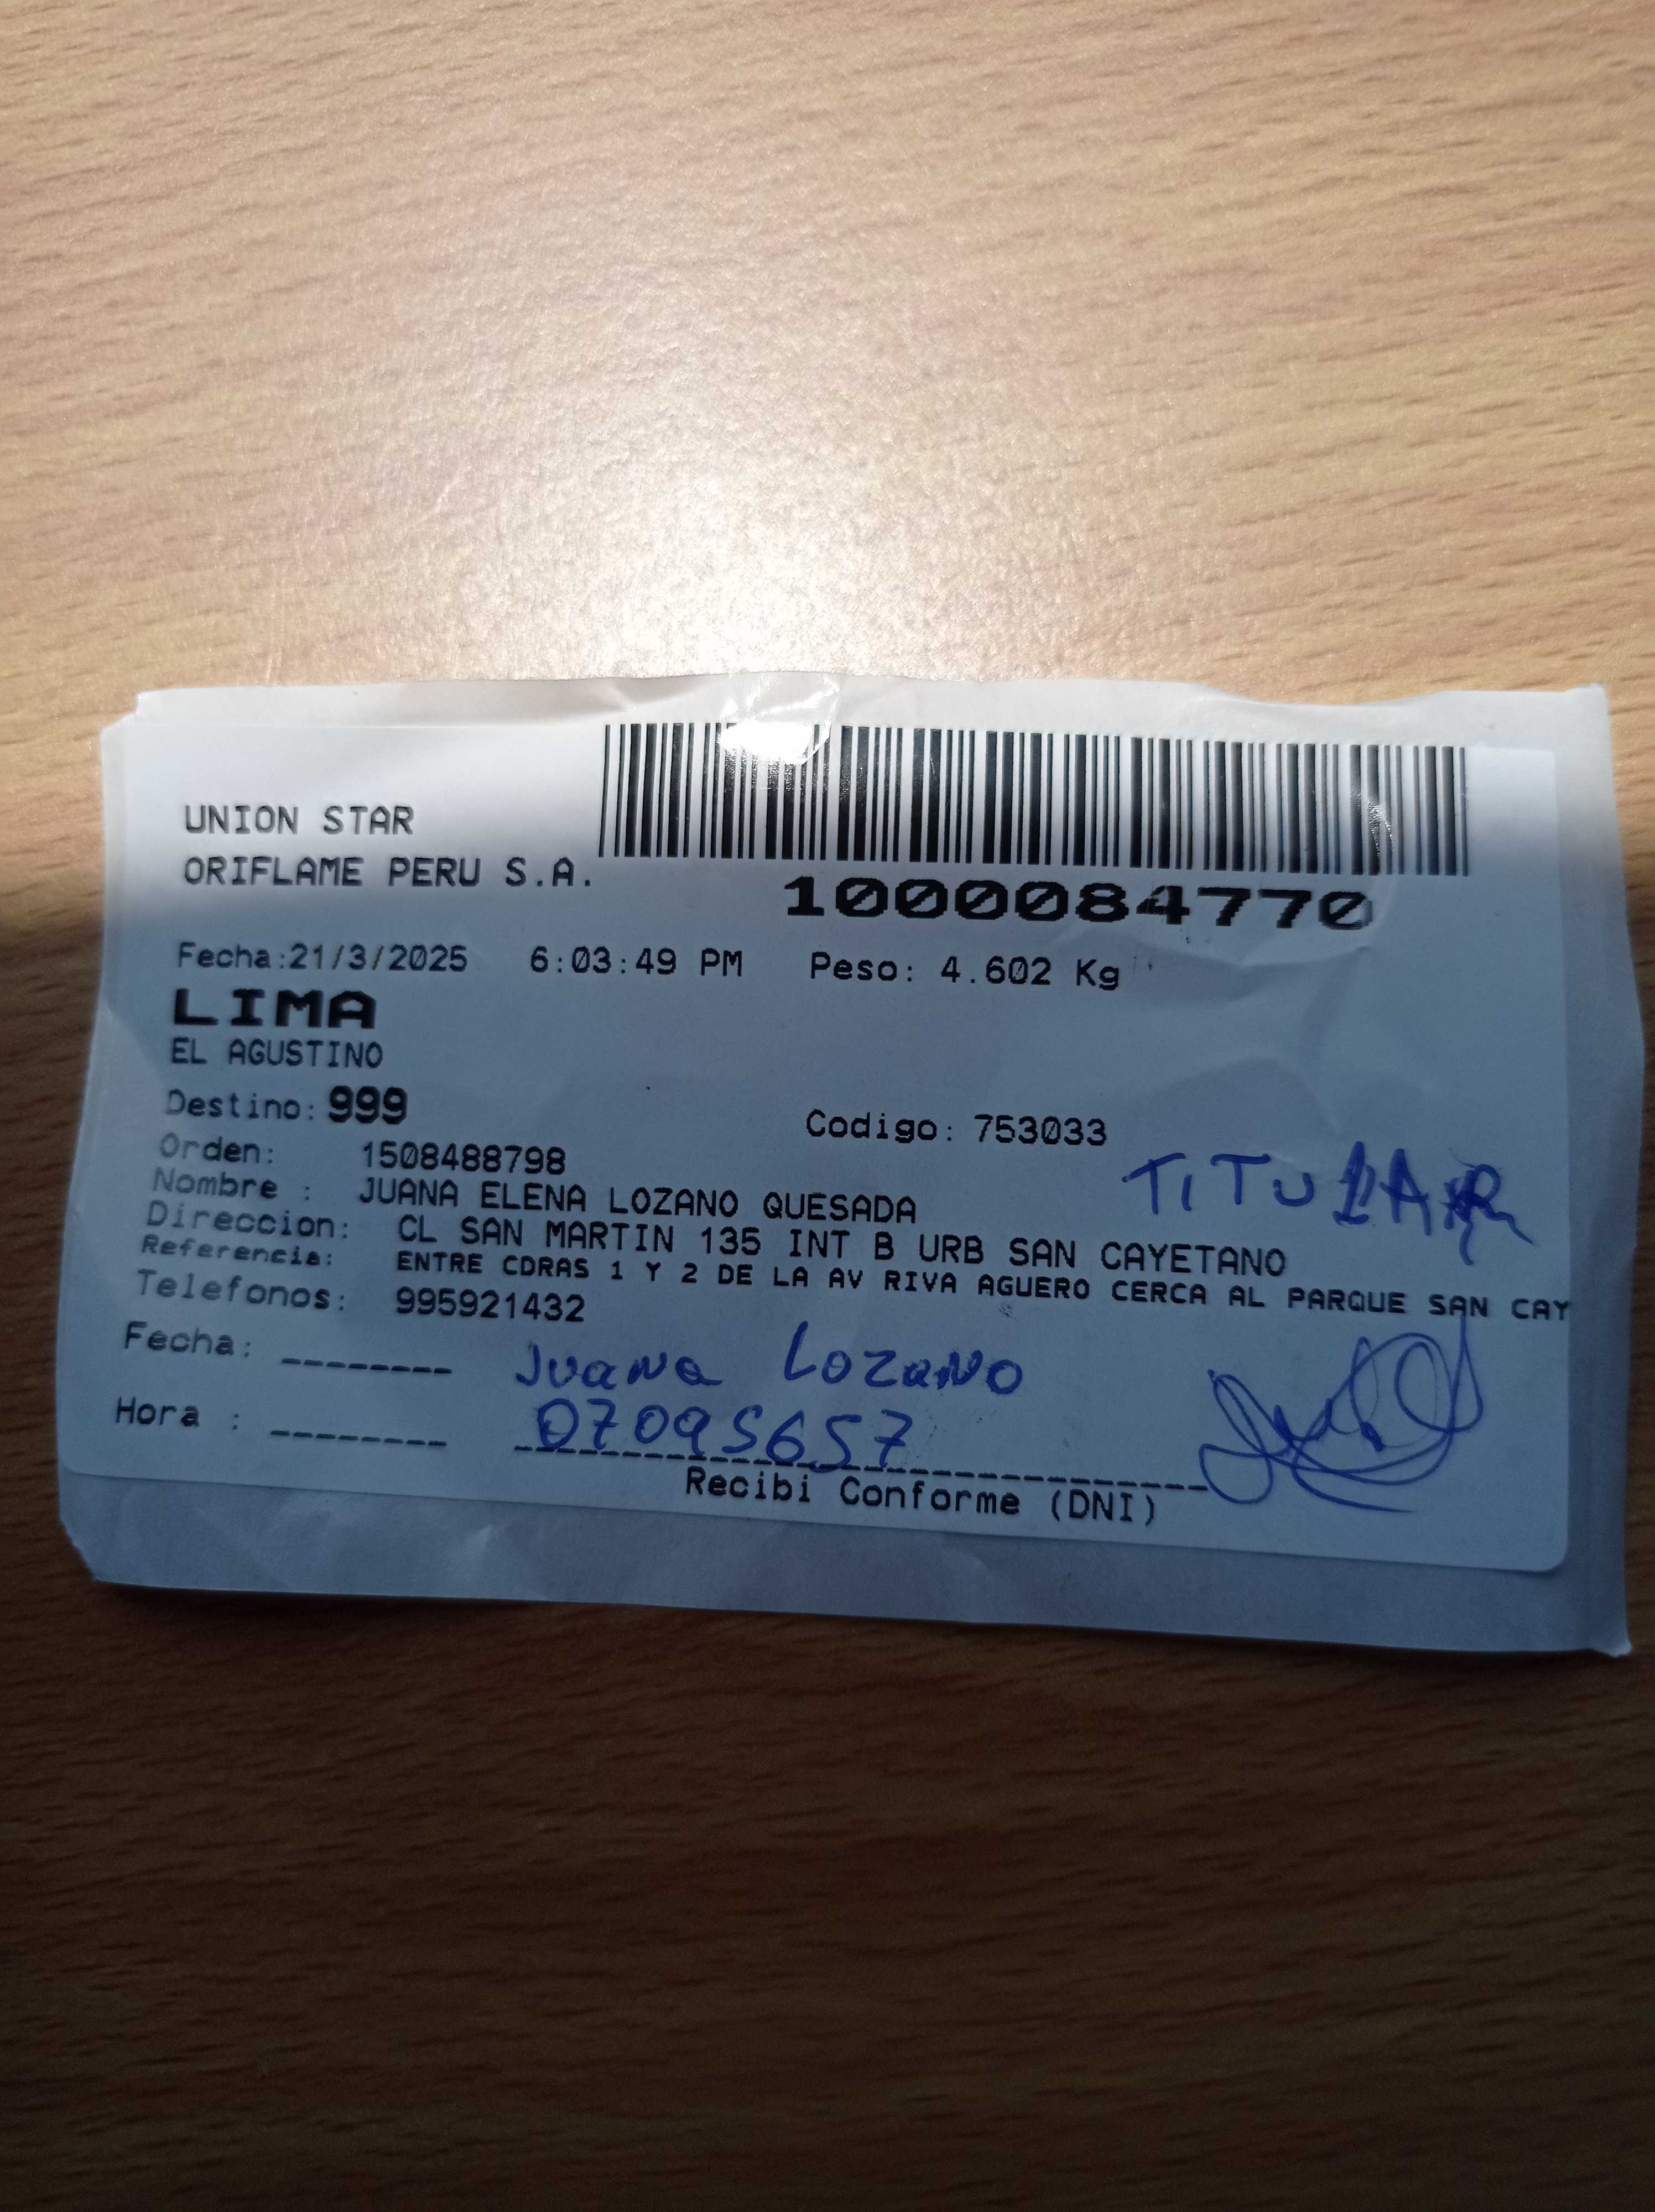 UNION STAR
ORIFLAME PERU S.A.
1000084770
Fecha:21/3/2025 6:03:49 PM Peso: 4.602 Kg
LIMA
EL AGUSTINO
Destino: 999 Codigo: 753033
Orden: 1508488798
TITULAR
Nombre : JUANA ELENA LOZANO QUESADA
Direccion: CL SAN MARTIN 135 INT B URB SAN CAYETANO
Referencia: ENTRE CDRAS 1 Y 2 DE LA AV RIVA AGUERO CERCA AL PARQUE SAN CAY
Telefonos: 995921432
Fecha: -------- Juana Lozano
Hora : -------- 07095657
Recibi Conforme (DNI)